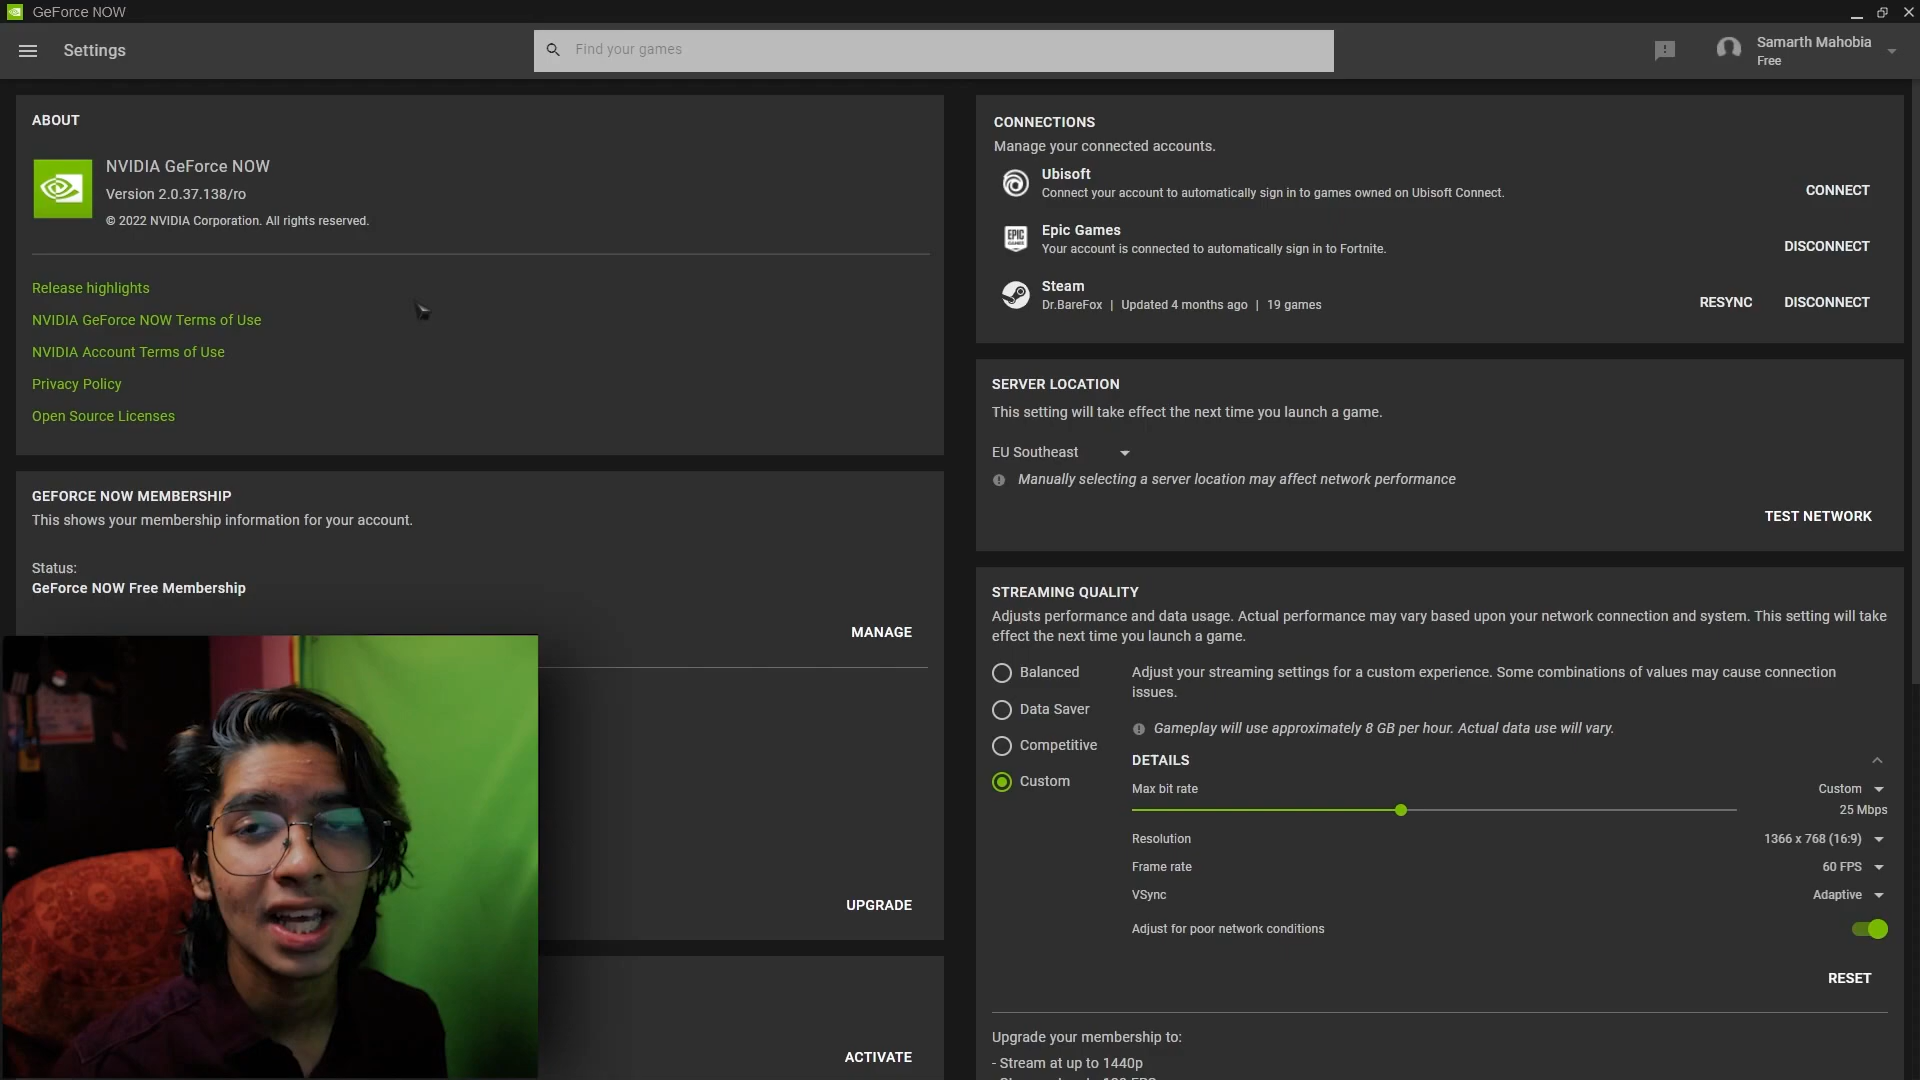 GeForce NOW
Settings
Find your games
Samarth Mahobia
Free
ABOUT
NVIDIA GeForce NOW
Version 2.0.37.138/ro
© 2022 NVIDIA Corporation. All rights reserved.
Release highlights
NVIDIA GeForce NOW Terms of Use
NVIDIA Account Terms of Use
Privacy Policy
Open Source Licenses
GEFORCE NOW MEMBERSHIP
This shows your membership information for your account.
Status:
GeForce NOW Free Membership
MANAGE
UPGRADE
ACTIVATE
CONNECTIONS
Manage your connected accounts.
Ubisoft
Connect your account to automatically sign in to games owned on Ubisoft Connect.
CONNECT
EPIC GAMES
Epic Games
Your account is connected to automatically sign in to Fortnite.
DISCONNECT
Steam
Dr.BareFox | Updated 4 months ago | 19 games
RESYNC DISCONNECT
SERVER LOCATION
This setting will take effect the next time you launch a game.
EU Southeast
Manually selecting a server location may affect network performance
TEST NETWORK
STREAMING QUALITY
Adjusts performance and data usage. Actual performance may vary based upon your network connection and system. This setting will take
effect the next time you launch a game.
Balanced
Data Saver
Competitive
Custom
Adjust your streaming settings for a custom experience. Some combinations of values may cause connection
issues.
Gameplay will use approximately 8 GB per hour. Actual data use will vary.
DETAILS
Max bit rate Custom
25 Mbps
Resolution 1366 x 768 (16:9)
Frame rate 60 FPS
VSync Adaptive
Adjust for poor network conditions
RESET
Upgrade your membership to:
- Stream at up to 1440p